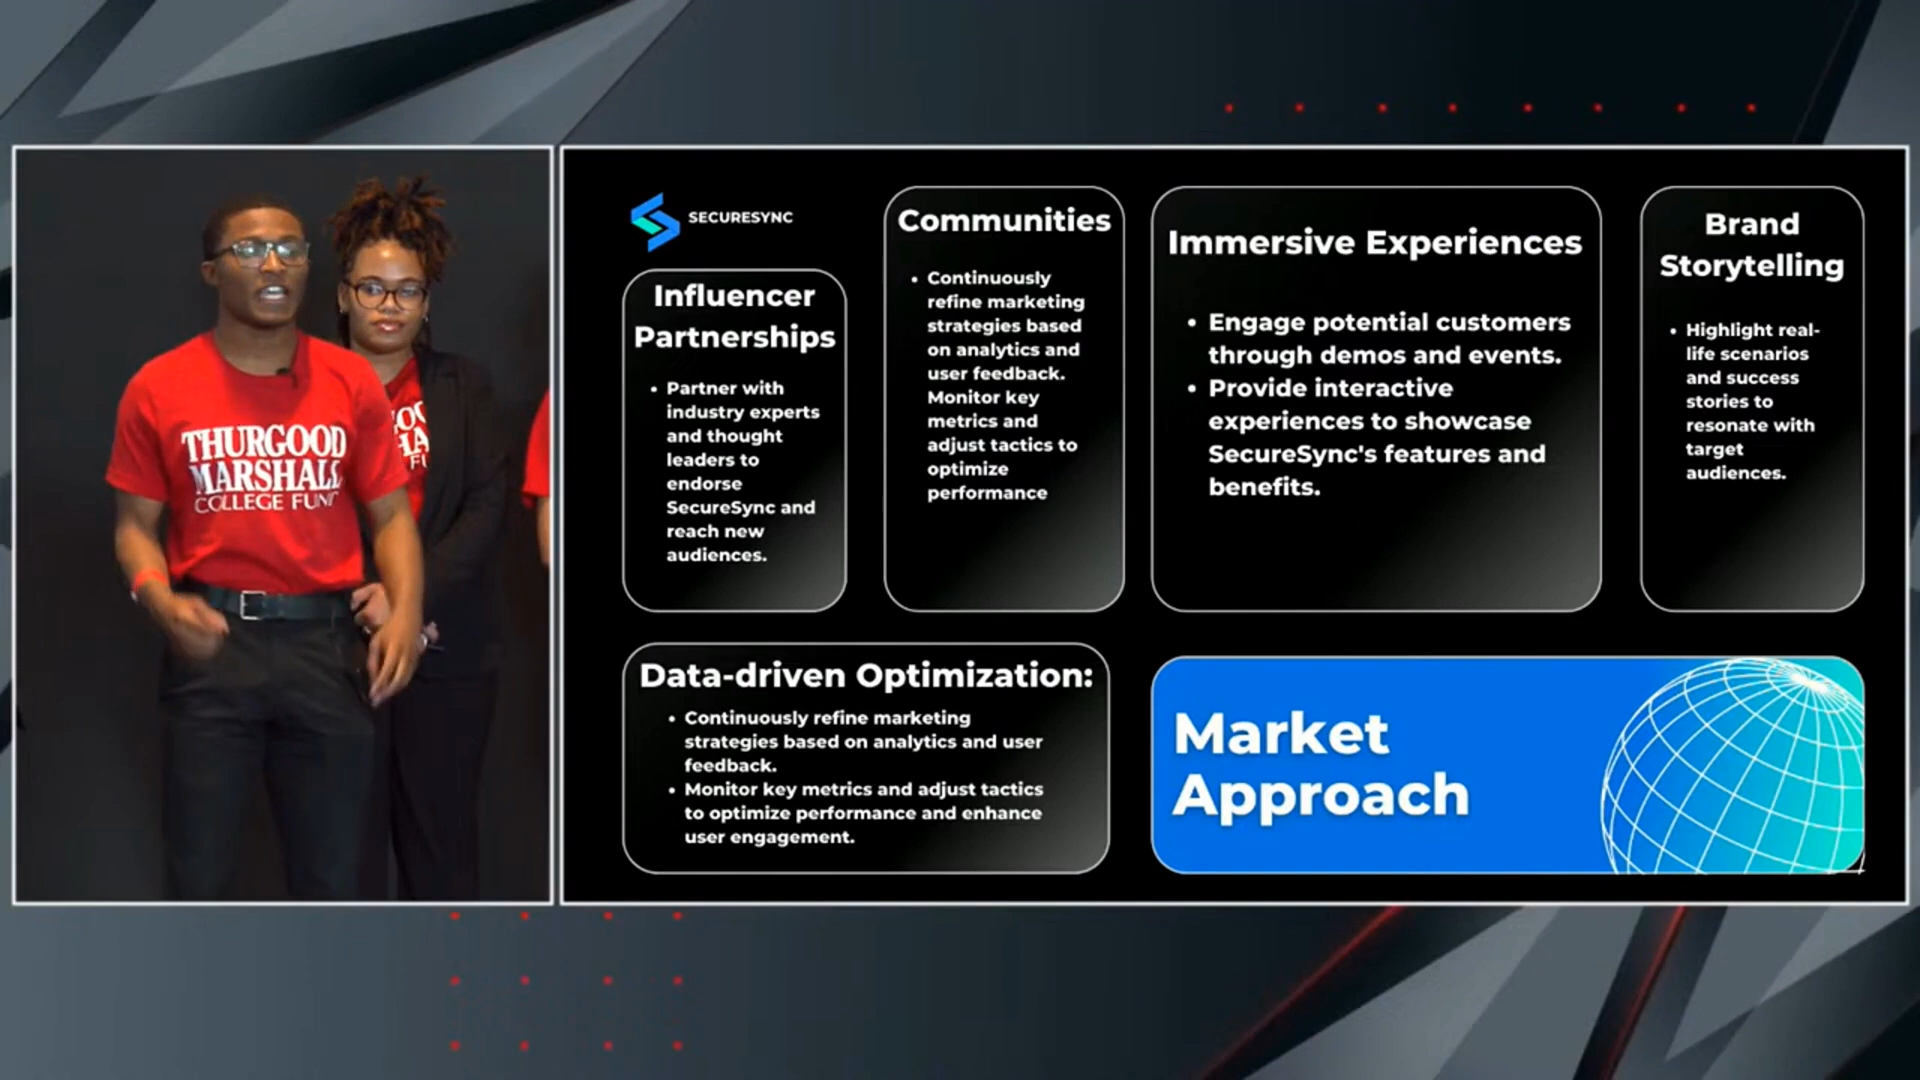 THURGOOD
MARSHALL
COLLEGE FUND
SECURESYNC
Influencer
Partnerships
• Partner with
industry experts
and thought
leaders to
endorse
SecureSync and
reach new
audiences.
Communities
• Continuously
refine marketing
strategies based
on analytics and
user feedback.
Monitor key
metrics and
adjust tactics to
optimize
performance
Immersive Experiences
• Engage potential customers
through demos and events.
• Provide interactive
experiences to showcase
SecureSync's features and
benefits.
Brand
Storytelling
• Highlight real-
life scenarios
and success
stories to
resonate with
target
audiences.
Data-driven Optimization:
• Continuously refine marketing
strategies based on analytics and user
feedback.
• Monitor key metrics and adjust tactics
to optimize performance and enhance
user engagement.
Market
Approach